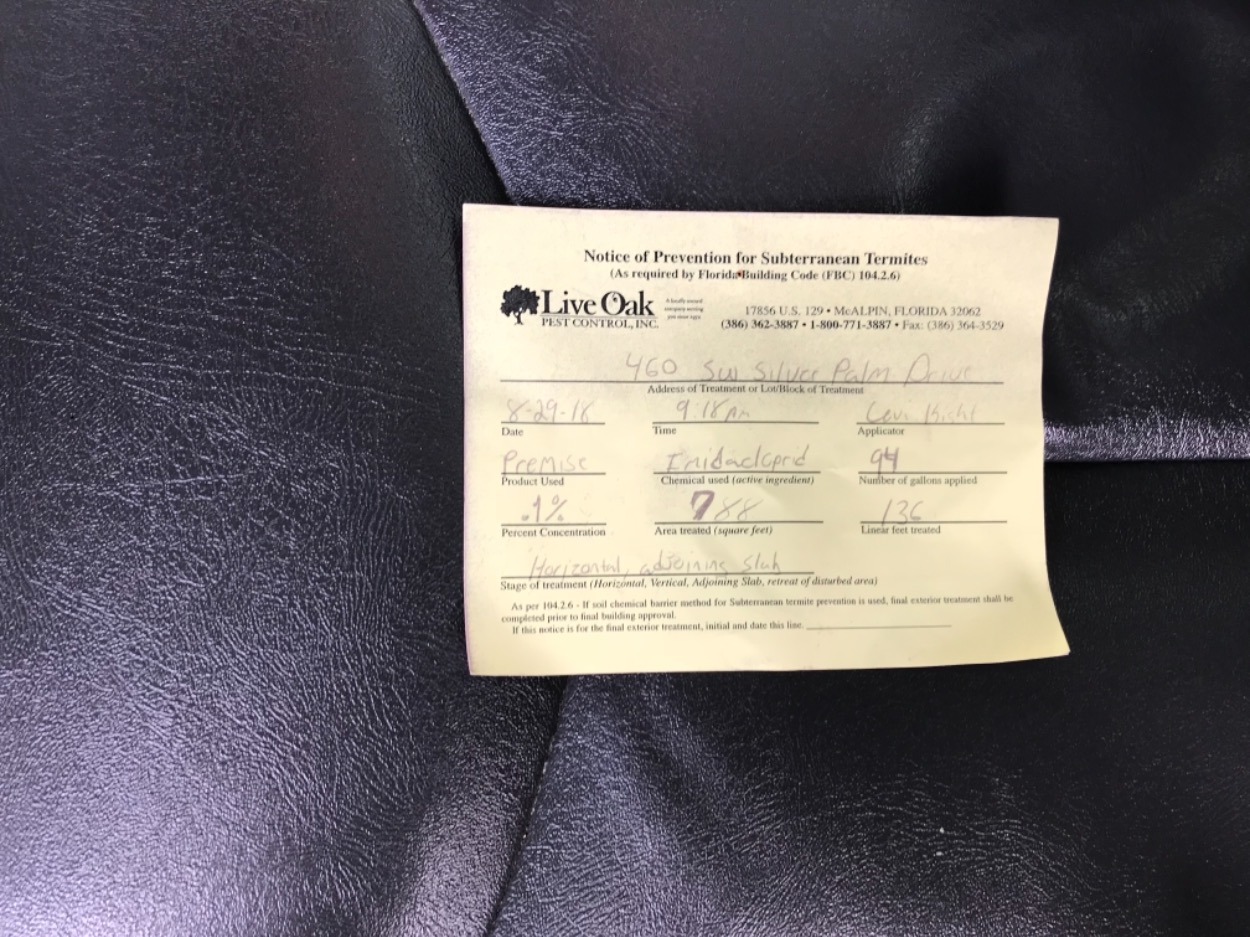 Notice of Prevention for Subterranean Termites
(As required by Florida Building Code (FBC) 104.2.6)
Live Oak
PEST CONTROL, INC.
A locally owned
company serving
you since
17856 U.S. 129 • McALPIN, FLORIDA 32062
(386) 362-3887 • 1-800-771-3887 • Fax: (386) 364-3529
460 SW Silver Palm Drive
Address of Treatment or Lot/Block of Treatment
8-29-18 9:18 Am
Date Time Applicator
Premise Imidacloprid 94
Product Used Chemical used (active ingredient) Number of gallons applied
.1% 788 136
Percent Concentration Area treated (square feet) Linear feet treated
Horizontal, adjoining slab
Stage of treatment (Horizontal, Vertical, Adjoining Slab, retreat of disturbed area)
As per 104.2.6 - If soil chemical barrier method for Subterranean termite prevention is used, final exterior treatment shall be
completed prior to final building approval.
If this notice is for the final exterior treatment, initial and date this line.